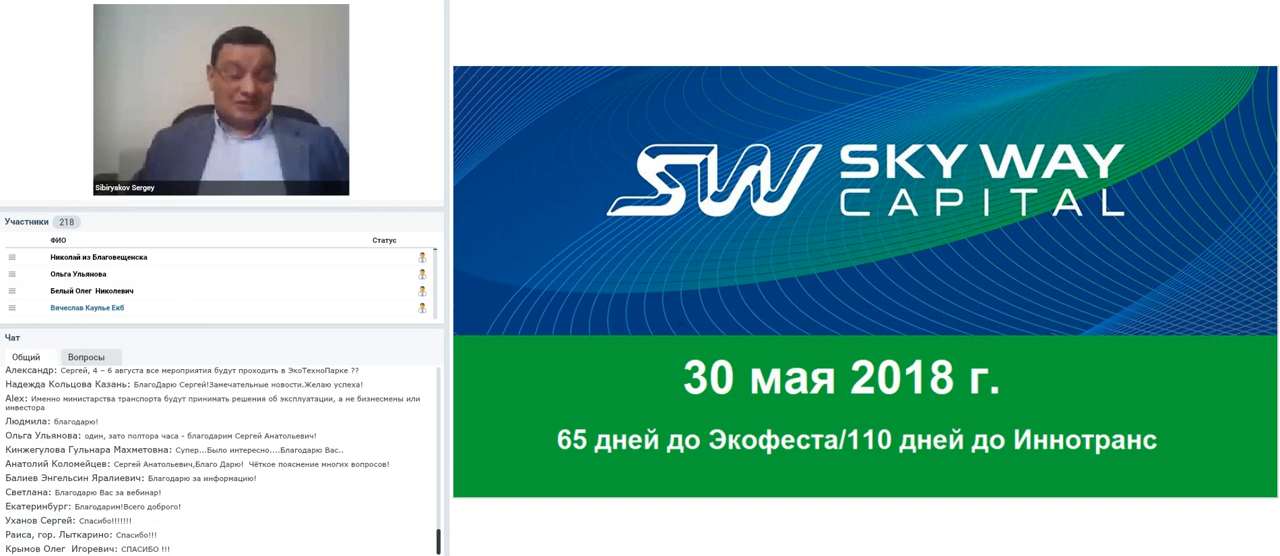 Sibiryakov Sergey
Участники 218
ФИО Статус
Николай из Благовещенска
Ольга Ульянова
Белый Олег Николевич
Вячеслав Каулье Екб
Чат
Общий Вопросы
Александр: Сергей, 4 – 6 августа все мероприятия будут проходить в ЭкоТехноПарке ??
Надежда Кольцова Казань: БлагоДарю Сергей!Замечательные новости.Желаю успеха!
Alex: Именно министарства транспорта будут принимать решения об эксплуатации, а не бизнесмены или
инвестора
Людмила: благодарю!
Ольга Ульянова: один, зато полтора часа - благодарим Сергей Анатольевич!
Кинжегулова Гульнара Махметовна: Супер...Было интересно....Благодарю Вас..
Анатолий Коломейцев: Сергей Анатольевич,Благо Дарю! Чёткое пояснение многих вопросов!
Балиев Энгельсин Яралиевич: Благодарю за информацию!
Светлана: Благодарю Вас за вебинар!
Екатеринбург: Благодарим!Всего доброго!
Уханов Сергей: Спасибо!!!!!!!
Раиса, гор. Лыткарино: Спасибо!!!
Крымов Олег Игоревич: СПАСИБО !!!
SW SKY WAY
CAPITAL
30 мая 2018 г.
65 дней до Экофеста/110 дней до Иннотранс